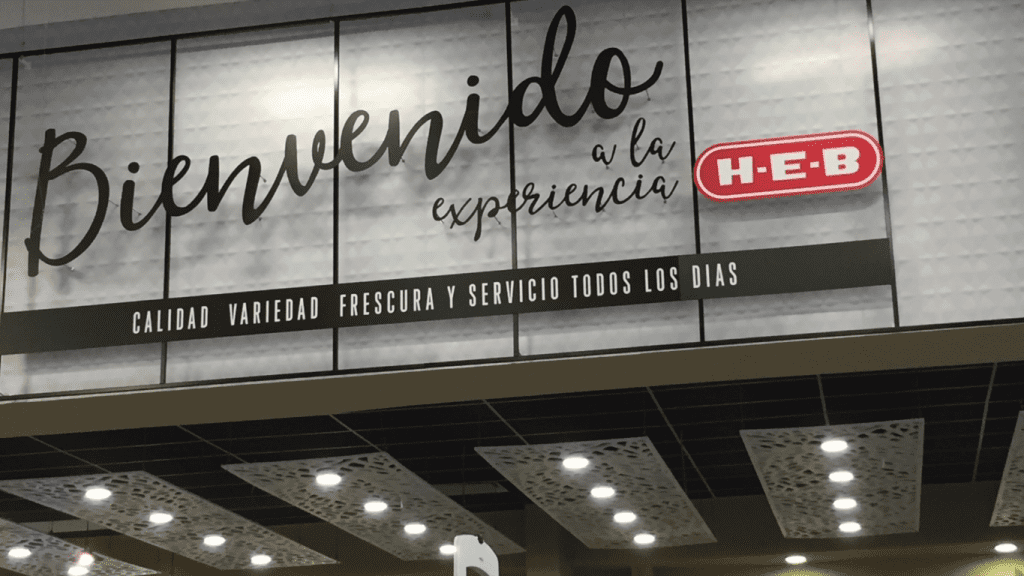 Bienvenido
a la
experiencia
H-E-B
CALIDAD VARIEDAD FRESCURA Y SERVICIO TODOS LOS DIAS